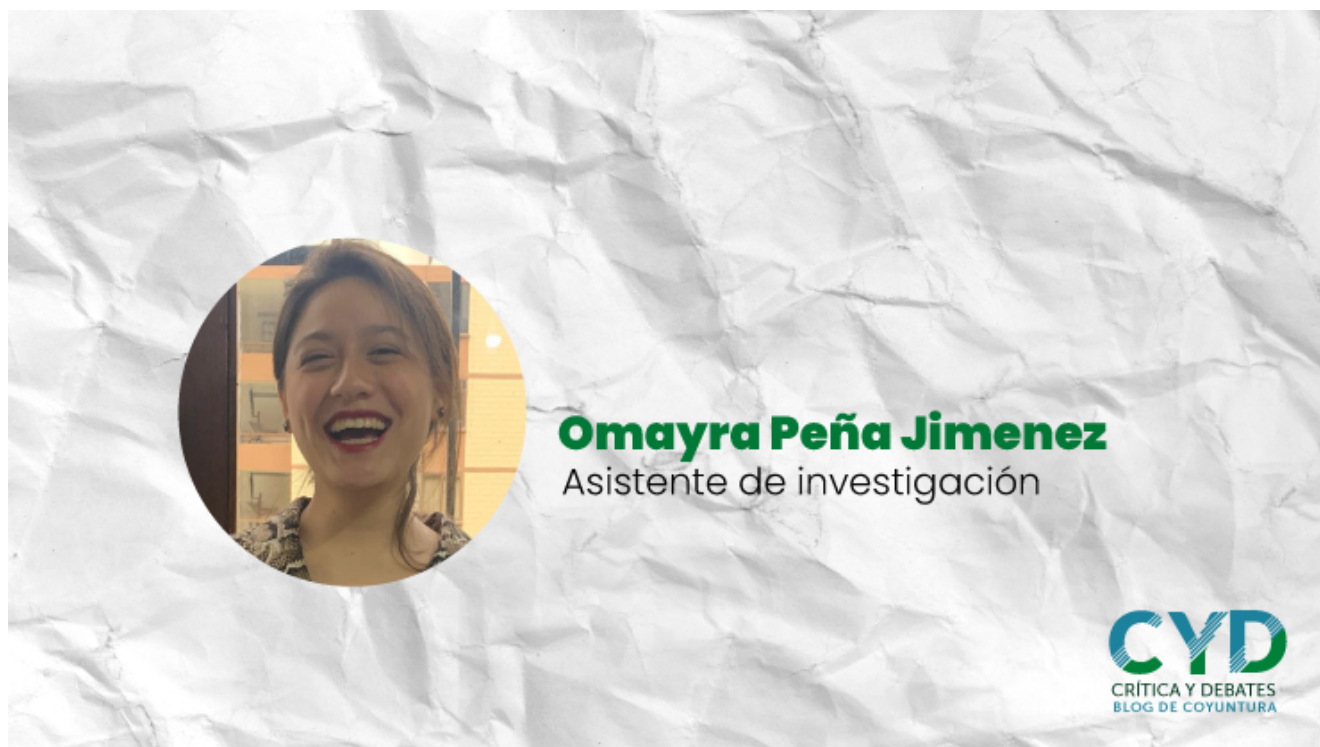 Omayra Peña Jimenez
Asistente de investigación
CYD
CRÍTICA Y DEBATES
BLOG DE COYUNTURA